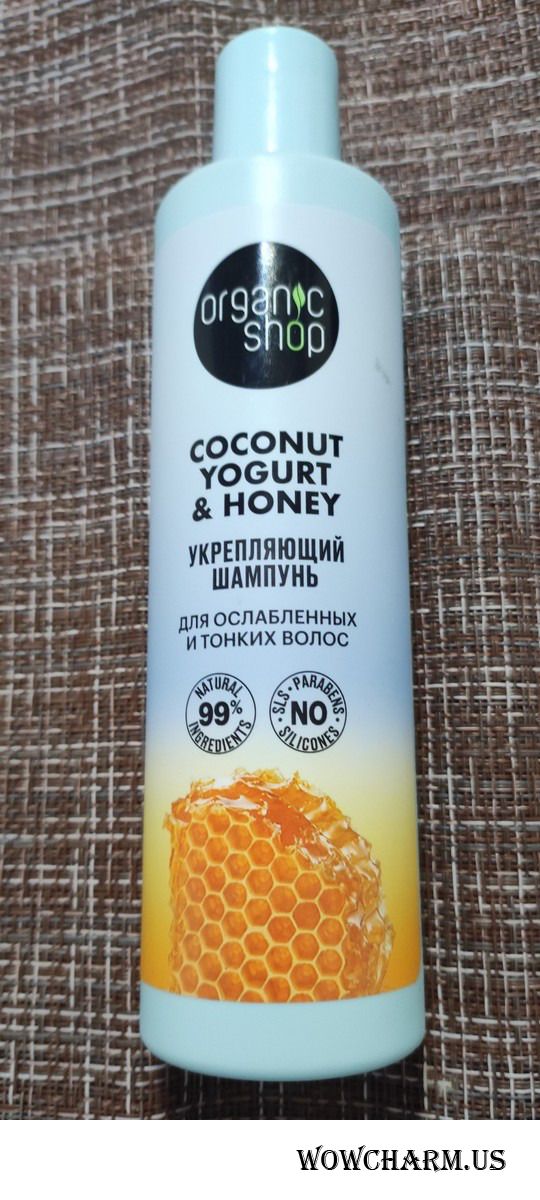 organic
shop
COCONUT
YOGURT
& HONEY
УКРЕПЛЯЮЩИЙ
ШАМПУНЬ
ДЛЯ ОСЛАБЛЕННЫХ
И ТОНКИХ ВОЛОС
NATURAL
99%
INGREDIENTS
SLS • PARABENS •
NO
SILICONES •
WOWCHARM.US